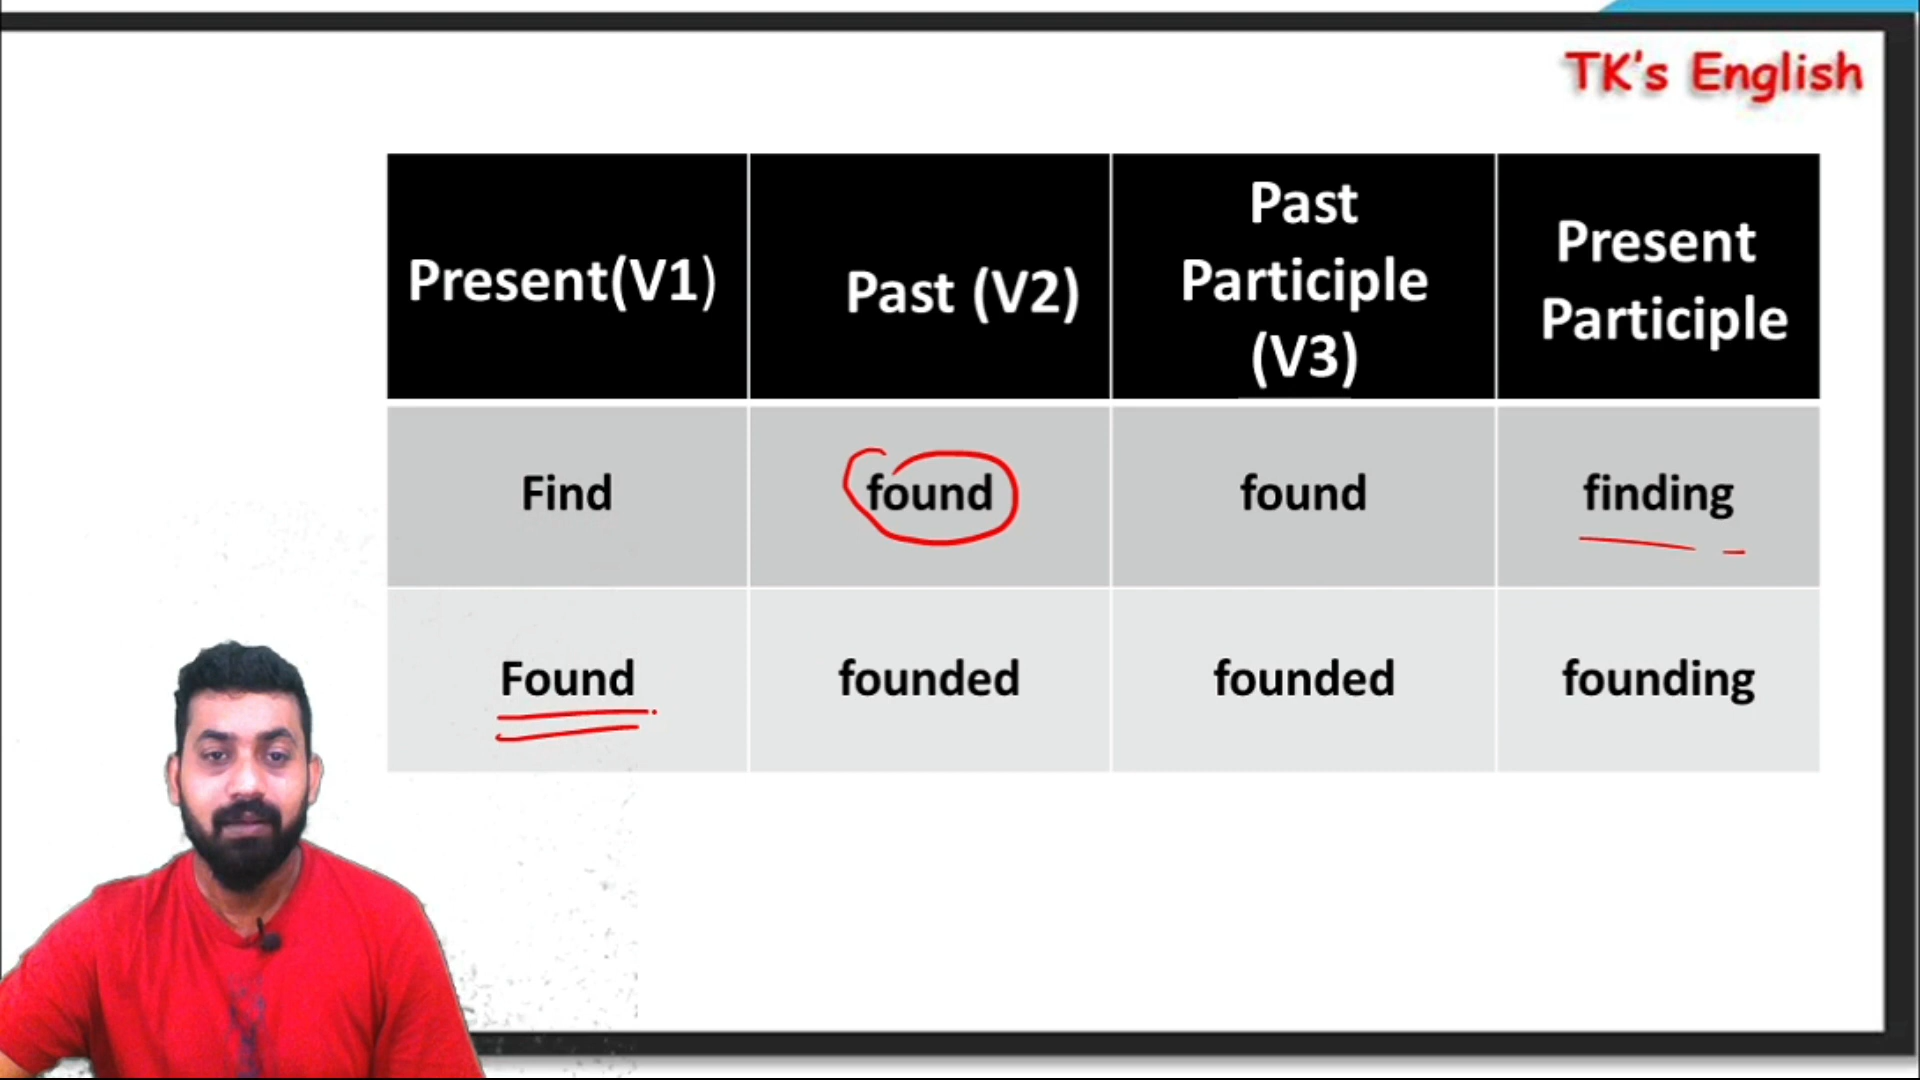 TK's English
Present(V1) Past (V2) Past Participle (V3) Present Participle
Find found found finding
Found founded founded founding